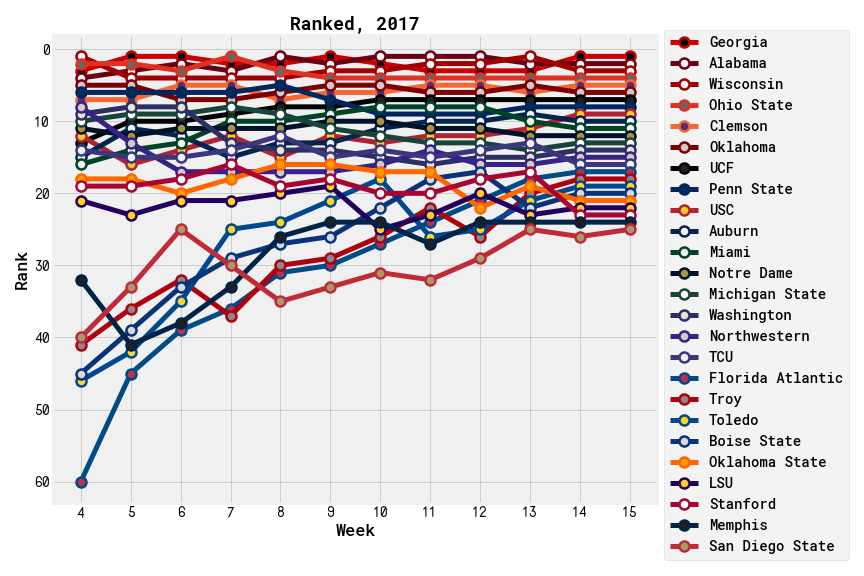 Ranked, 2017
0
10
20
30
40
50
60
Rank
4 5 6 7 8 9 10 11 12 13 14 15
Week
Georgia
Alabama
Wisconsin
Ohio State
Clemson
Oklahoma
UCF
Penn State
USC
Auburn
Miami
Notre Dame
Michigan State
Washington
Northwestern
TCU
Florida Atlantic
Troy
Toledo
Boise State
Oklahoma State
LSU
Stanford
Memphis
San Diego State